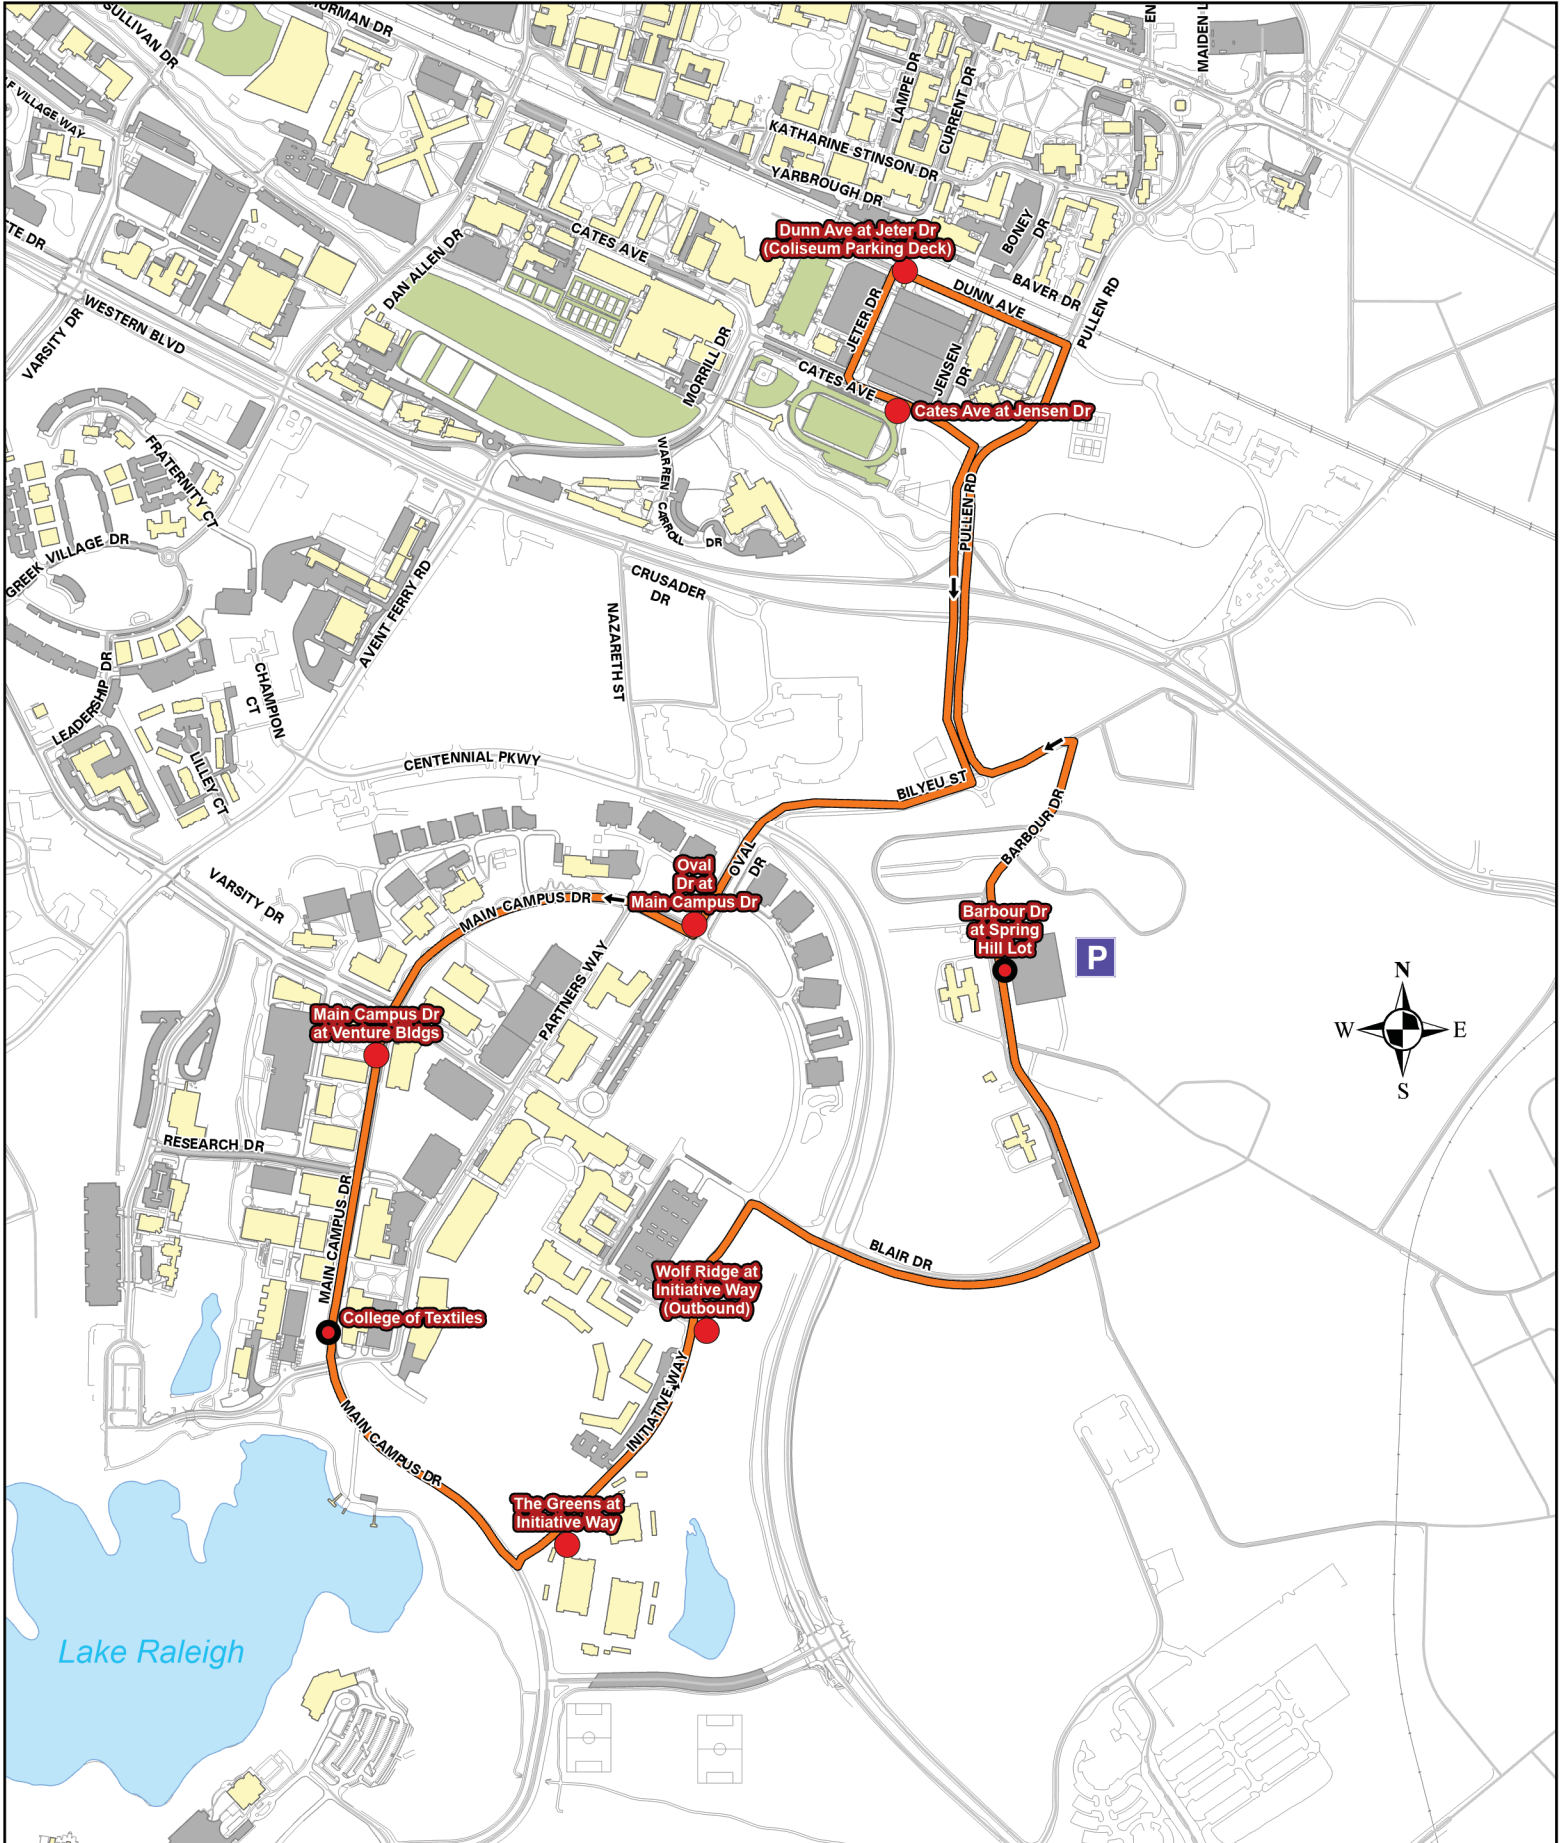 SULLIVAN DR
THURMAN DR
EN
MAIDEN L
F VILLAGE WAY
LAMPE DR
CURRENT DR
KATHARINE STINSON DR
YARBROUGH DR
TTE DR
CATES AVE
DAN ALLEN DR
Dunn Ave at Jeter Dr
(Coliseum Parking Deck)
BONEY
DR
BAVER DR
DUNN AVE
PULLEN RD
JETER DR
JENSEN
DR
VARSITY DR
WESTERN BLVD
MORRILL DR
CATES AVE
Cates Ave at Jensen Dr
FRATERNITY CT
WARREN CARROLL DR
PULLEN RD
GREEK VILLAGE DR
AVENT FERRY RD
CRUSADER
DR
NAZARETH ST
LEADERSHIP DR
CHAMPION
CT
LILLEY CT
CENTENNIAL PKWY
BILYEU ST
BARBOUR DR
OVAL
DR
Oval
Dr at
Main Campus Dr
VARSITY DR
MAIN CAMPUS DR
PARTNERS WAY
Barbour Dr
at Spring
Hill Lot
P
N
W
E
S
Main Campus Dr
at Venture Bldgs
RESEARCH DR
MAIN CAMPUS DR
BLAIR DR
Wolf Ridge at
Initiative Way
(Outbound)
College of Textiles
INITIATIVE WAY
MAIN CAMPUS DR
The Greens at
Initiative Way
Lake Raleigh